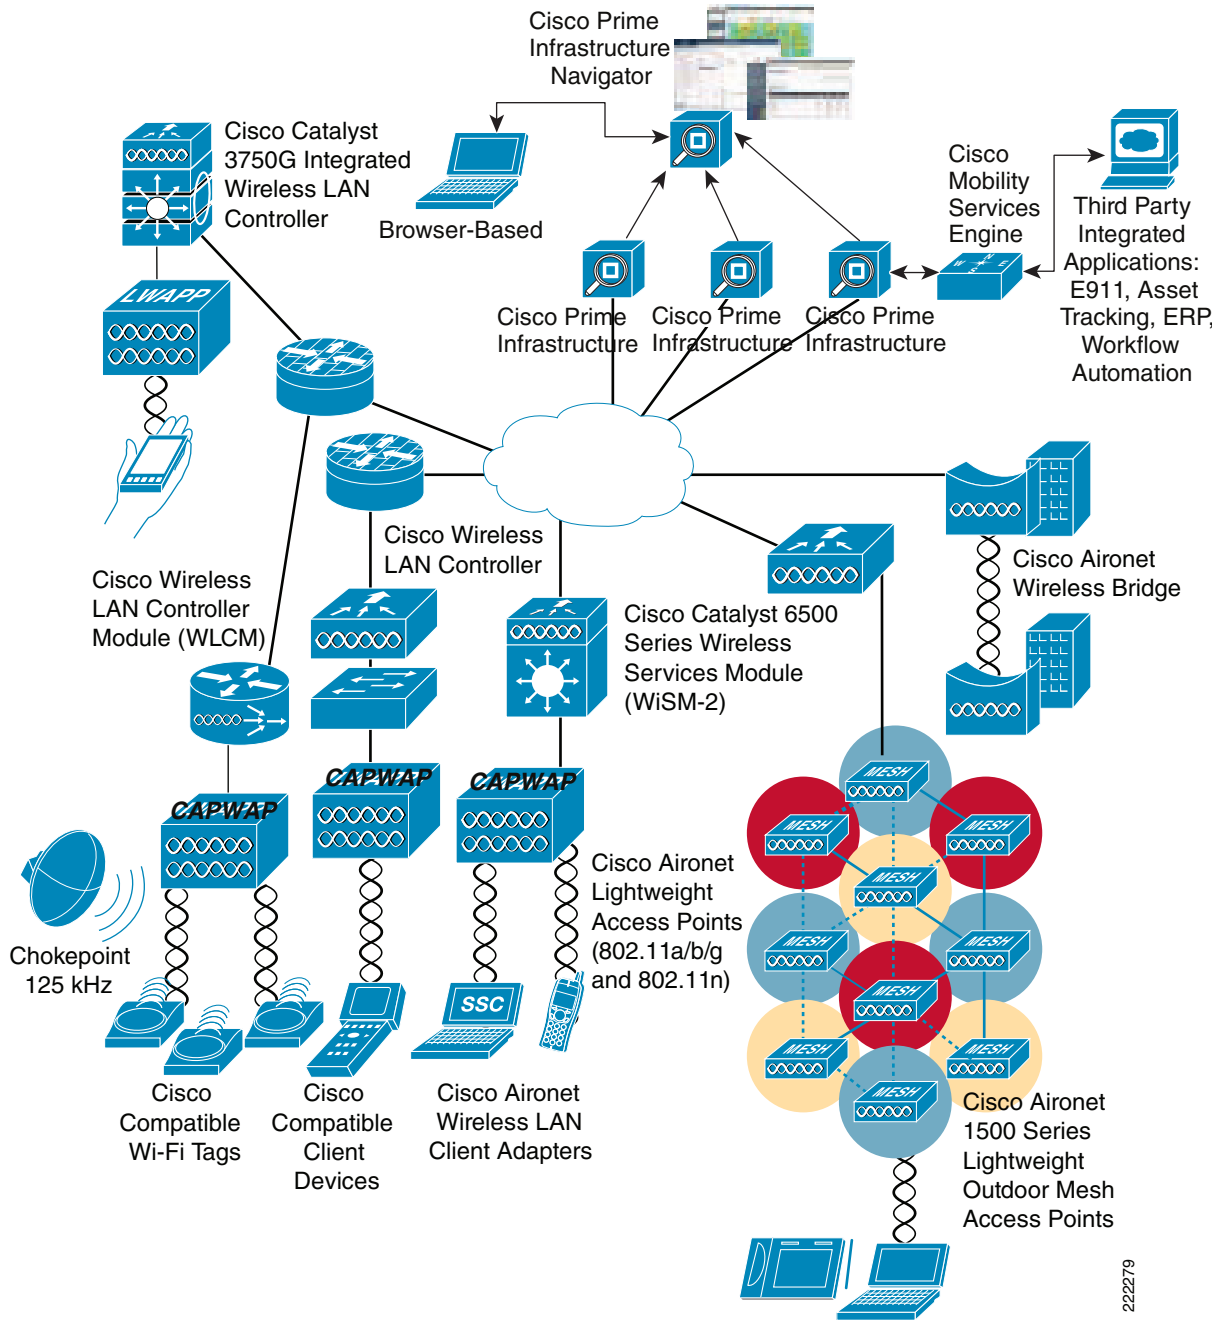 Cisco Prime
Infrastructure
Navigator
Cisco Catalyst
3750G Integrated
Wireless LAN
Controller
Browser-Based
Cisco
Mobility
Services
Engine
Third Party
Integrated
Applications:
E911, Asset
Tracking, ERP,
Workflow
Automation
N
E
S
W
LWAPP
Cisco Prime
Infrastructure
Cisco Prime
Infrastructure
Cisco Prime
Infrastructure
Cisco Wireless
LAN Controller
Cisco Aironet
Wireless Bridge
Cisco Wireless
LAN Controller
Module (WLCM)
Cisco Catalyst 6500
Series Wireless
Services Module
(WiSM-2)
CAPWAP
CAPWAP
CAPWAP
MESH
MESH
MESH
MESH
MESH
MESH
MESH
MESH
MESH
MESH
Cisco Aironet
Lightweight
Access Points
(802.11a/b/g
and 802.11n)
Chokepoint
125 kHz
SSC
Cisco
Compatible
Wi-Fi Tags
Cisco
Compatible
Client
Devices
Cisco Aironet
Wireless LAN
Client Adapters
Cisco Aironet
1500 Series
Lightweight
Outdoor Mesh
Access Points
222279